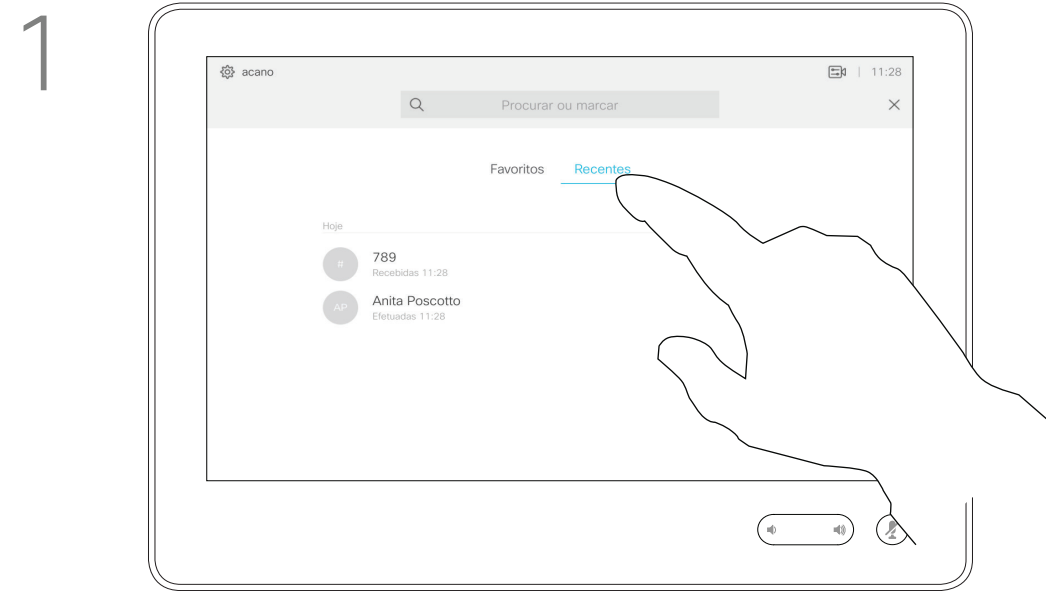 1
acano
11:28
Procurar ou marcar
Favoritos
Recentes
Hoje
#
789
Recebidas 11:28
AP
Anita Poscotto
Efetuadas 11:28